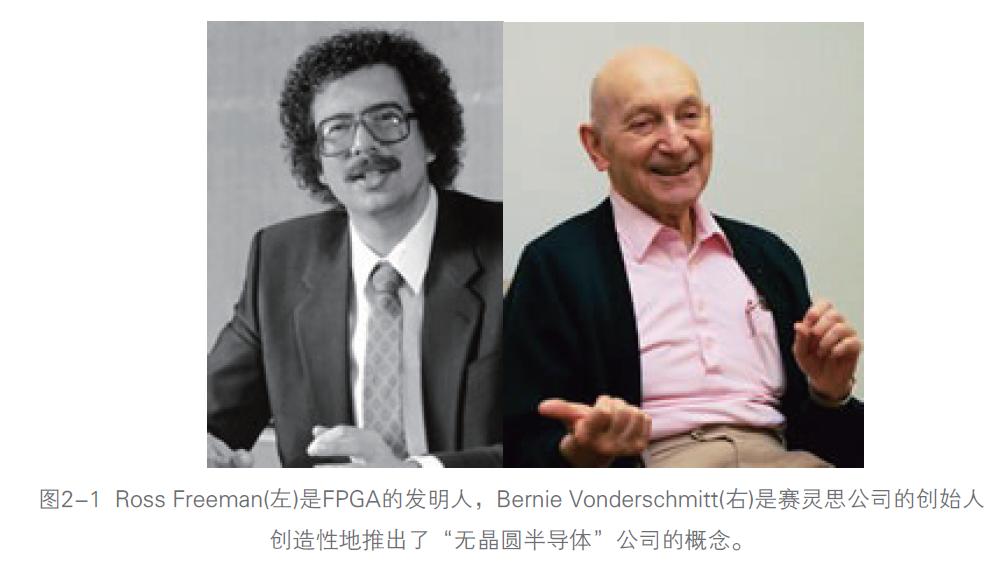 图2-1 Ross Freeman(左)是FPGA的发明人，Bernie Vonderschmitt(右)是赛灵思公司的创始人
创造性地推出了“无晶圆半导体”公司的概念。